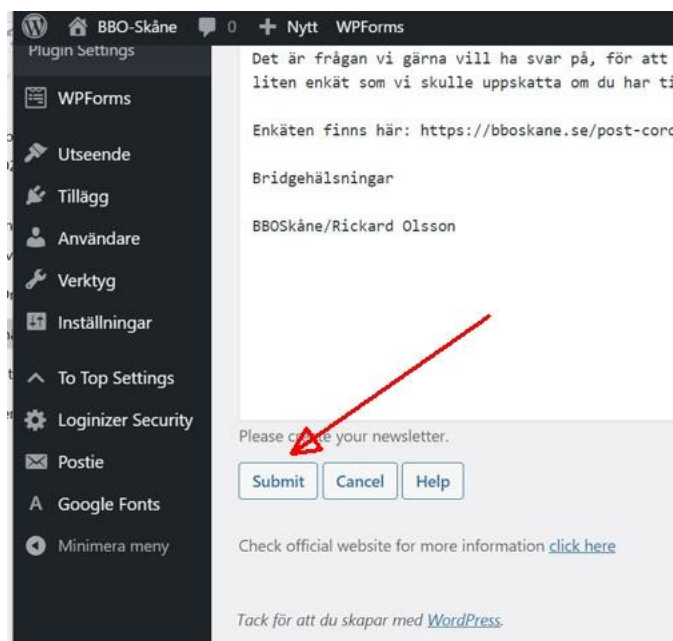 BBO-Skåne 0 + Nytt WPForms
Plugin Settings
WPForms
Utseende
Tillägg
Användare
Verktyg
Inställningar
To Top Settings
Loginizer Security
Postie
A Google Fonts
Minimera meny
Det är frågan vi gärna vill ha svar på, för att
liten enkät som vi skulle uppskatta om du har ti
Enkäten finns här: https://bboskane.se/post-coro
Bridgehälsningar
BBOSkåne/Rickard Olsson
Please create your newsletter.
Submit Cancel Help
Check official website for more information click here
Tack för att du skapar med WordPress.